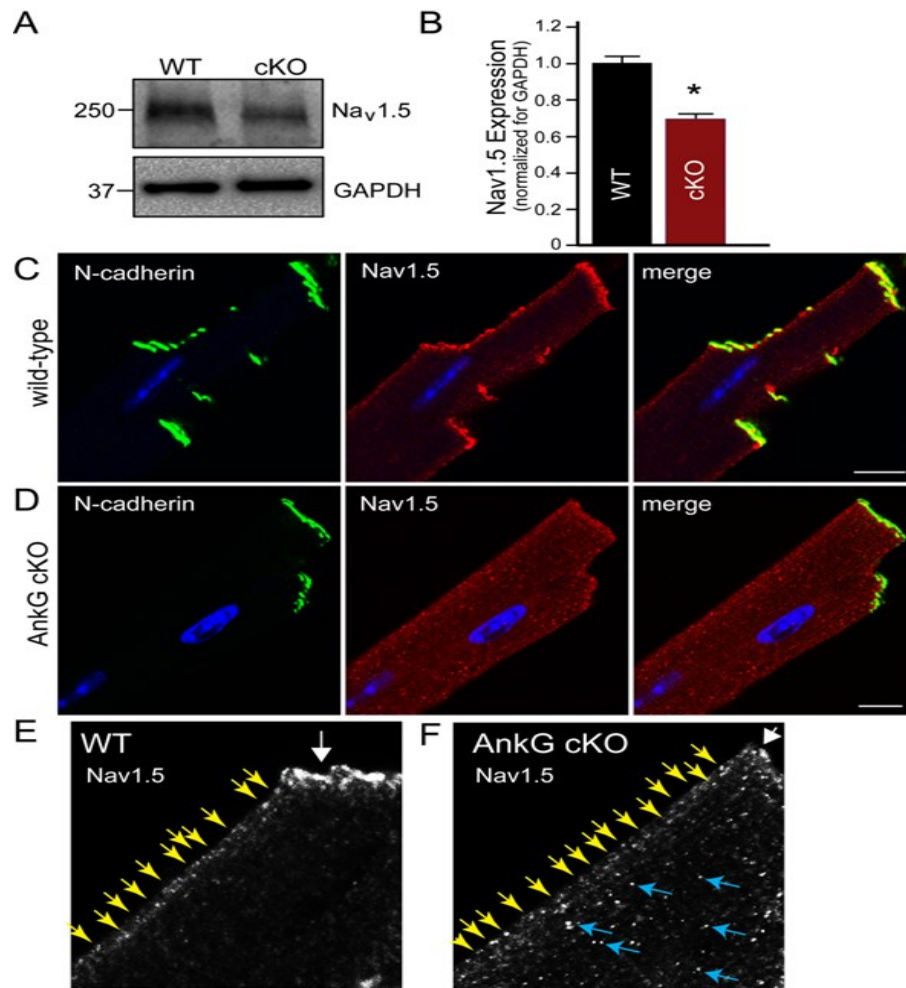 A
WT cKO
250 Nav1.5
37 GAPDH
B
Nav1.5 Expression
(normalized for GAPDH)
1.2
1.0
0.8
0.6
0.4
0.2
0
*
WT
cKO
C
wild-type
N-cadherin Nav1.5 merge
D
AnkG cKO
N-cadherin Nav1.5 merge
E WT
Nav1.5
F AnkG cKO
Nav1.5